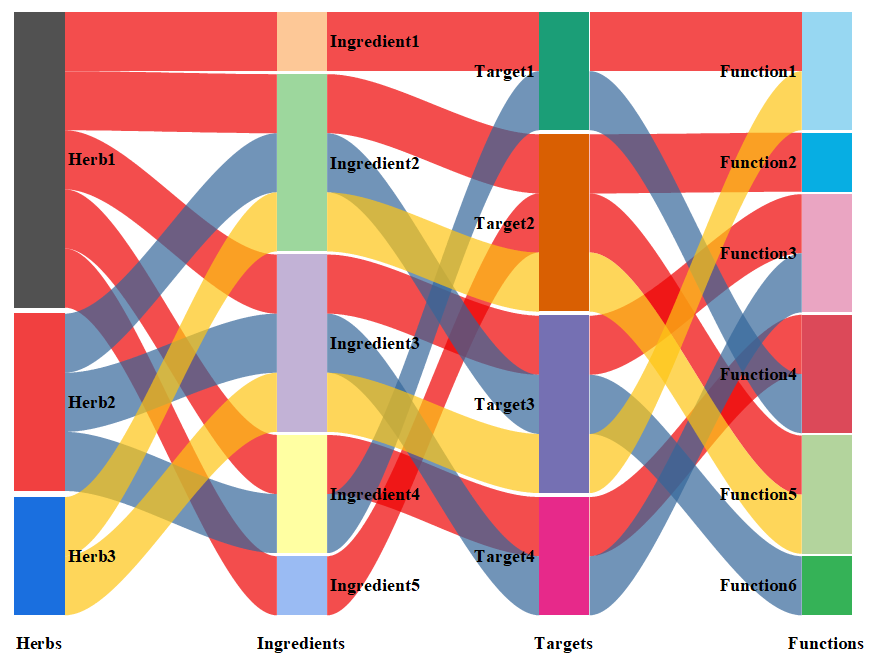 Herb1
Herb2
Herb3
Ingredient1
Ingredient2
Ingredient3
Ingredient4
Ingredient5
Target1
Target2
Target3
Target4
Function1
Function2
Function3
Function4
Function5
Function6
Herbs
Ingredients
Targets
Functions